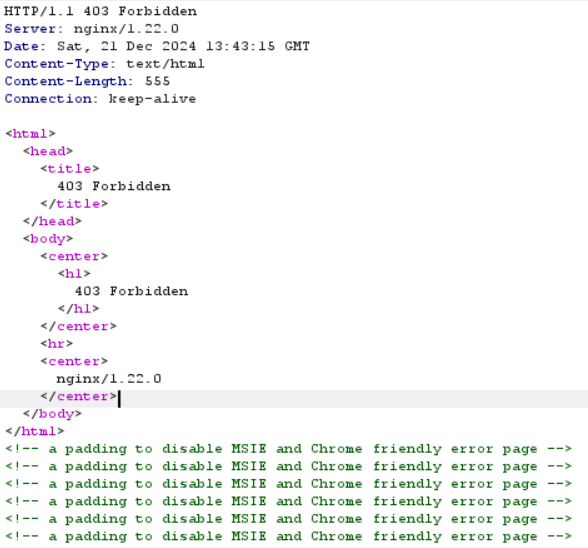 HTTP/1.1 403 Forbidden
Server: nginx/1.22.0
Date: Sat, 21 Dec 2024 13:43:15 GMT
Content-Type: text/html
Content-Length: 555
Connection: keep-alive

<html>
  <head>
    <title>
      403 Forbidden
    </title>
  </head>
  <body>
    <center>
      <h1>
        403 Forbidden
      </h1>
    </center>
    <hr>
    <center>
      nginx/1.22.0
    </center>
  </body>
</html>
<!-- a padding to disable MSIE and Chrome friendly error page -->
<!-- a padding to disable MSIE and Chrome friendly error page -->
<!-- a padding to disable MSIE and Chrome friendly error page -->
<!-- a padding to disable MSIE and Chrome friendly error page -->
<!-- a padding to disable MSIE and Chrome friendly error page -->
<!-- a padding to disable MSIE and Chrome friendly error page -->